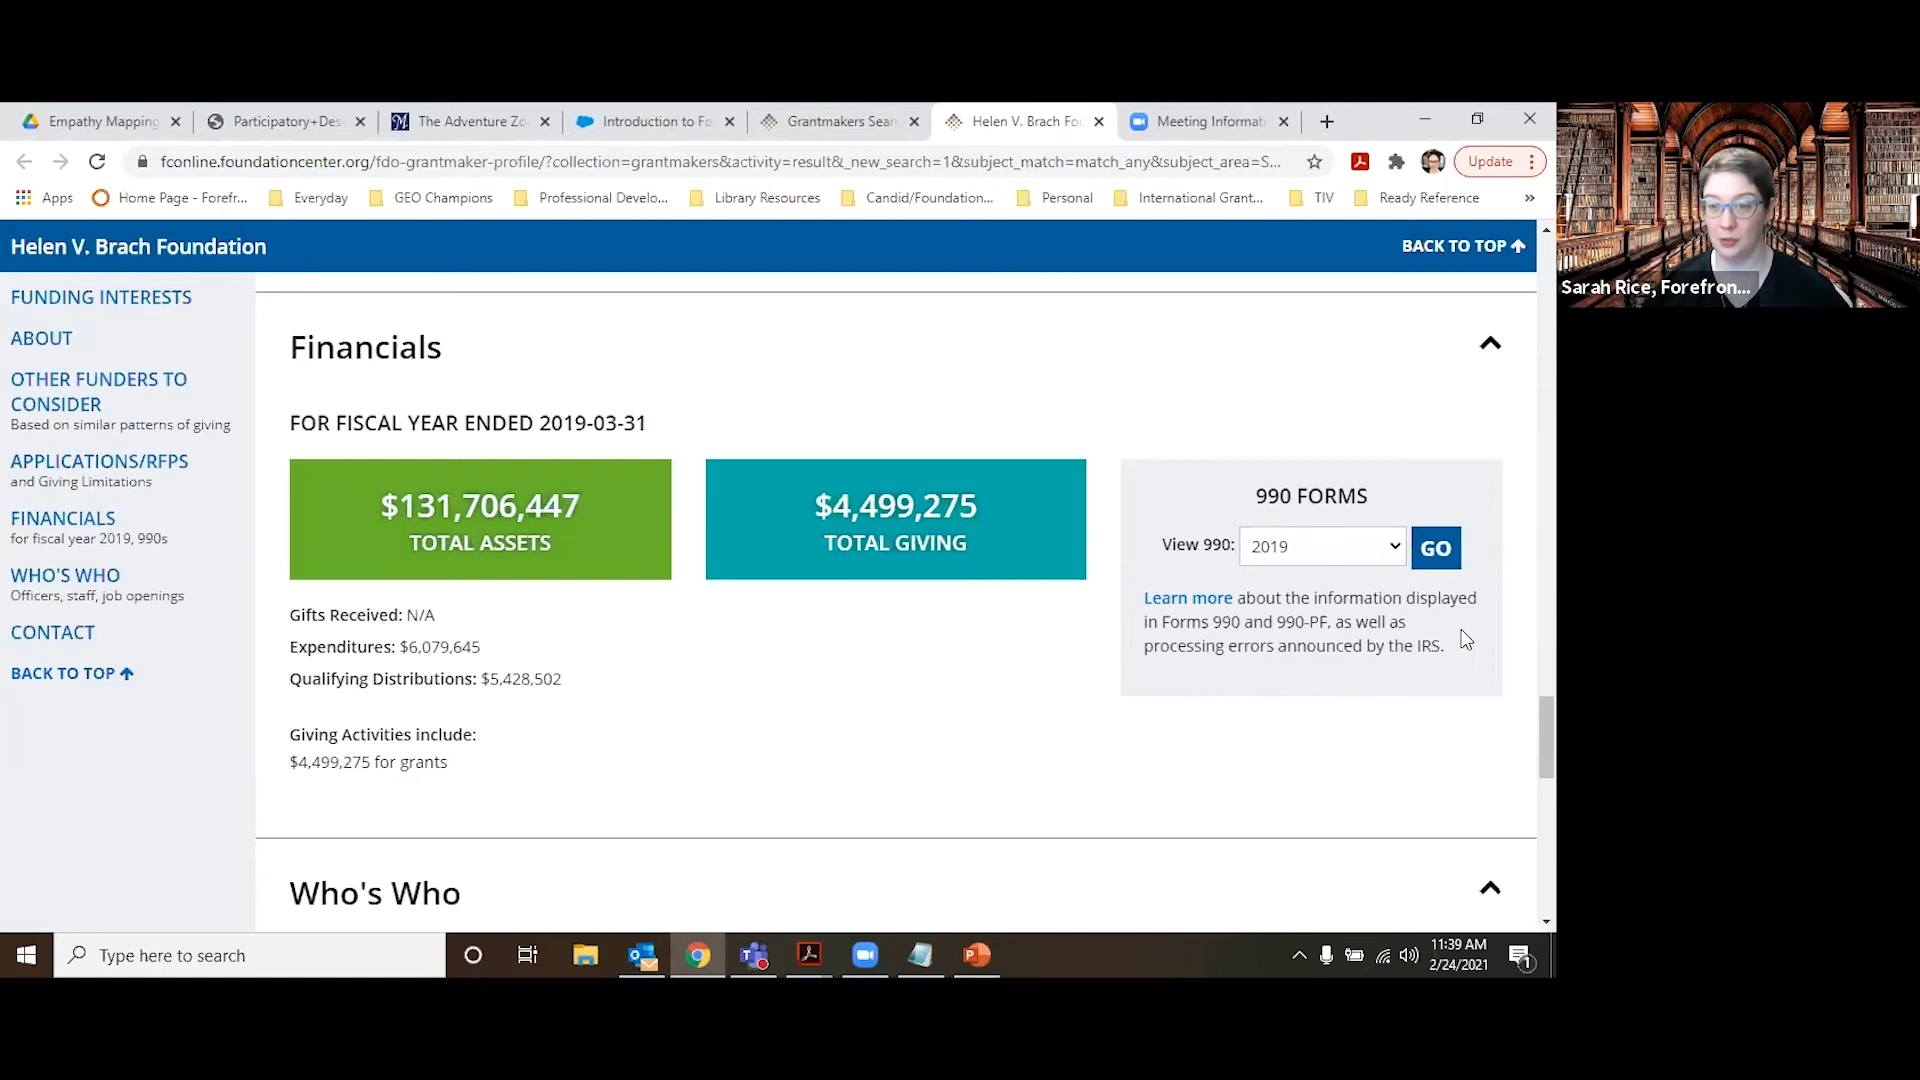 Empathy Mapping
Participatory+Des
The Adventure Zo
Introduction to Fo
Grantmakers Sear
Helen V. Brach Fou
Meeting Informati
fconline.foundationcenter.org/fdo-grantmaker-profile/?collection=grantmakers&activity=result&_new_search=1&subject_match=match_any&subject_area=S...
Update
Apps
Home Page - Forefr...
Everyday
GEO Champions
Professional Develo...
Library Resources
Candid/Foundation...
Personal
International Grant...
TIV
Ready Reference
»
Helen V. Brach Foundation
BACK TO TOP
FUNDING INTERESTS
ABOUT
OTHER FUNDERS TO
CONSIDER
Based on similar patterns of giving
APPLICATIONS/RFPS
and Giving Limitations
FINANCIALS
for fiscal year 2019, 990s
WHO'S WHO
Officers, staff, job openings
CONTACT
BACK TO TOP
Financials
FOR FISCAL YEAR ENDED 2019-03-31
$131,706,447
TOTAL ASSETS
$4,499,275
TOTAL GIVING
990 FORMS
View 990: 2019 GO
Learn more about the information displayed
in Forms 990 and 990-PF, as well as
processing errors announced by the IRS.
Gifts Received: N/A
Expenditures: $6,079,645
Qualifying Distributions: $5,428,502
Giving Activities include:
$4,499,275 for grants
Who's Who
Sarah Rice, Forefron...
Type here to search
11:39 AM
2/24/2021
1